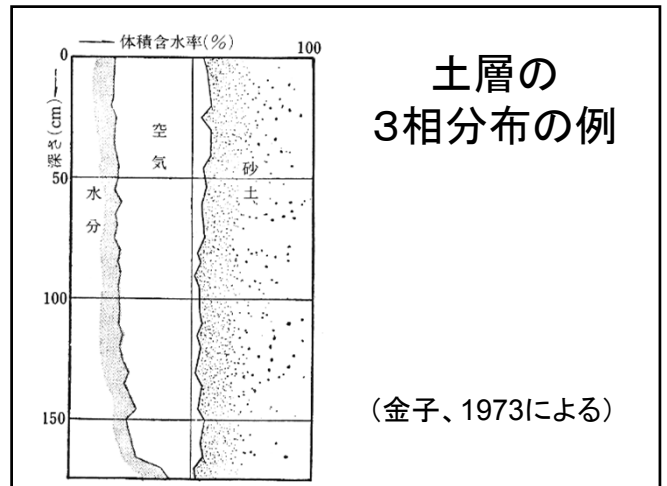 体積含水率(%)
0
100
深さ(cm)
空気
砂土
50
水分
100
150
土層の
3相分布の例
(金子、1973による)